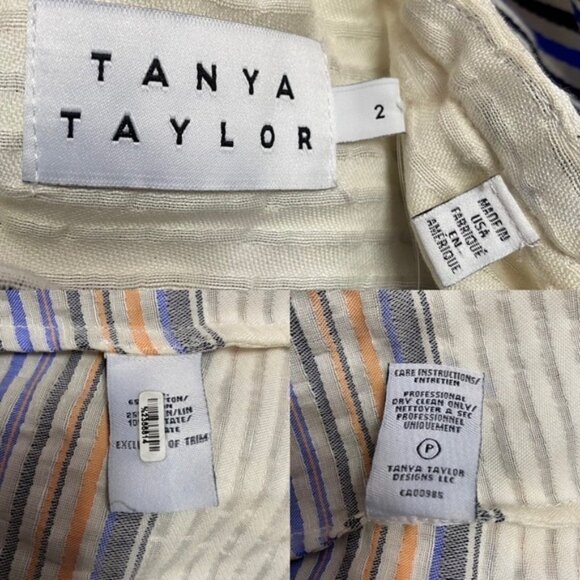 TANYA
TAYLOR
2
MADE IN
USA
FABRIQUÉ
EN
AMÉRIQUE
52356814
OF TRIM
CARE INSTRUCTIONS/
ENTRETIEN
PROFESSIONAL
DRY CLEAN ONLY/
NETTOYER A SEC
PROFESSIONNEL
UNIQUEMENT
P
TANYA TAYLOR
DESIGNS LLC
CA00985